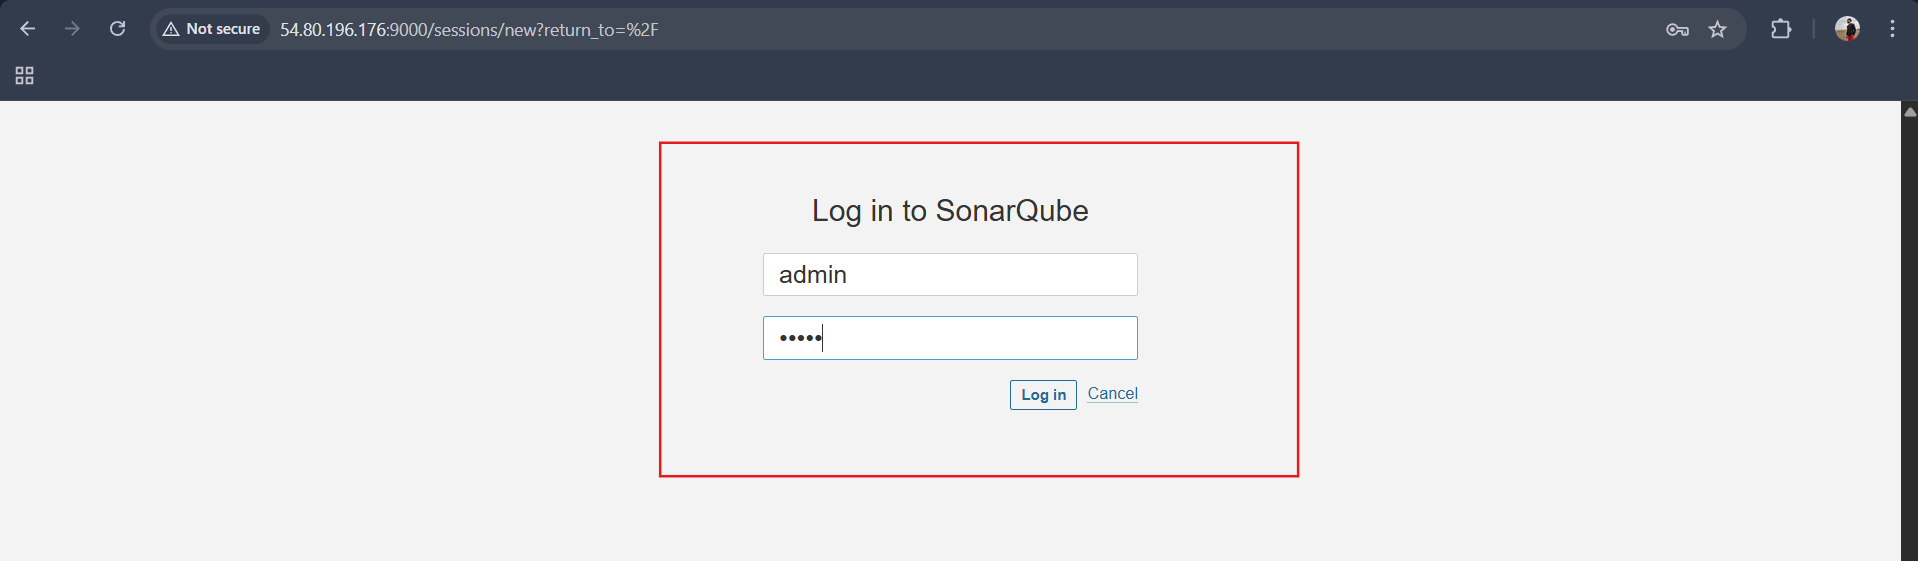 Not secure 54.80.196.176:9000/sessions/new?return_to=%2F
Log in to SonarQube
admin
•••••
Log in Cancel